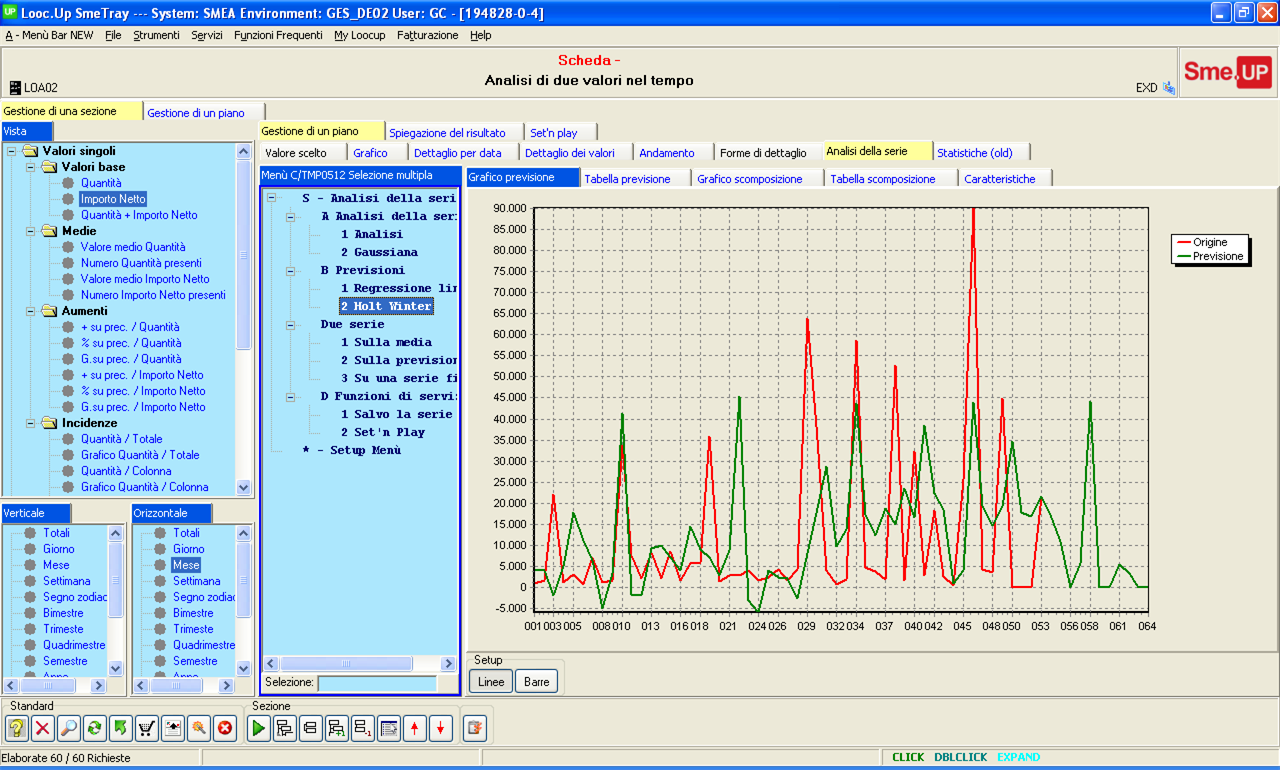 Looc.Up SmeTray --- System: SMEA Environment: GES_DE02 User: GC - [194828-0-4]
A - Menù Bar NEW File Strumenti Servizi Funzioni Frequenti My Loocup Fatturazione Help
Scheda -
Analisi di due valori nel tempo
LOA02
EXD
Sme.UP
Gestione di una sezione Gestione di un piano
Vista
Valori singoli
Valori base
Quantità
Importo Netto
Quantità + Importo Netto
Medie
Valore medio Quantità
Numero Quantità presenti
Valore medio Importo Netto
Numero Importo Netto presenti
Aumenti
+ su prec. / Quantità
% su prec. / Quantità
G.su prec. / Quantità
+ su prec. / Importo Netto
% su prec. / Importo Netto
G.su prec. / Importo Netto
Incidenze
Quantità / Totale
Grafico Quantità / Totale
Quantità / Colonna
Grafico Quantità / Colonna
Verticale
Totali
Giorno
Mese
Settimana
Segno zodiac
Bimestre
Trimeste
Quadrimestre
Semestre
Anno
Orizzontale
Totali
Giorno
Mese
Settimana
Segno zodiac
Bimestre
Trimeste
Quadrimestre
Semestre
Anno
Gestione di un piano Spiegazione del risultato Set'n play
Valore scelto Grafico Dettaglio per data Dettaglio dei valori Andamento Forme di dettaglio Analisi della serie Statistiche (old)
Menù C/TMP0512 Selezione multipla
S - Analisi della seri
A Analisi della ser
1 Analisi
2 Gaussiana
B Previsioni
1 Regressione lin
2 Holt Winter
Due serie
1 Sulla media
2 Sulla prevision
3 Su una serie fi
D Funzioni di servi
1 Salvo la serie
2 Set'n Play
* - Setup Menù
Selezione:
Grafico previsione Tabella previsione Grafico scomposizione Tabella scomposizione Caratteristiche
90.000
85.000
80.000
75.000
70.000
65.000
60.000
55.000
50.000
45.000
40.000
35.000
30.000
25.000
20.000
15.000
10.000
5.000
0.000
-5.000
001 003 005 008 010 013 016 018 021 024 026 029 032 034 037 040 042 045 048 050 053 056 058 061 064
Origine
Previsione
Setup
Linee Barre
Standard
Sezione
Elaborate 60 / 60 Richieste
CLICK DBLCLICK EXPAND